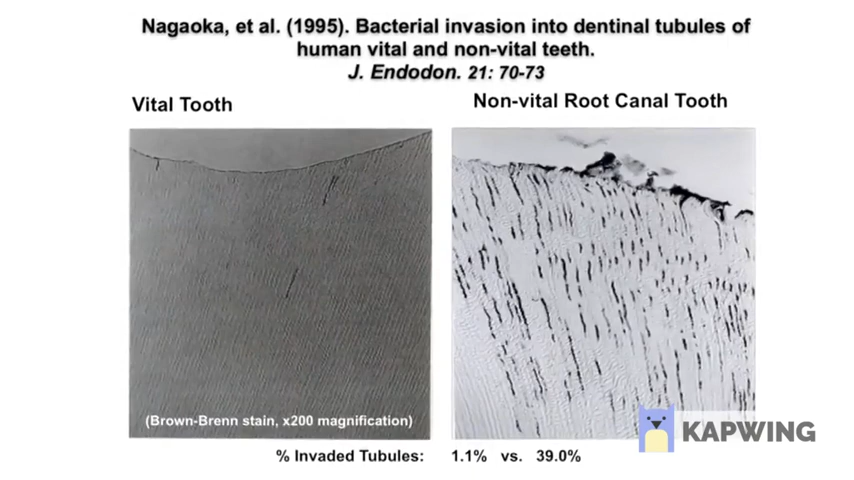 Nagaoka, et al. (1995). Bacterial invasion into dentinal tubules of
human vital and non-vital teeth.
J. Endodon. 21: 70-73
Vital Tooth
Non-vital Root Canal Tooth
(Brown-Brenn stain, x200 magnification)
KAPWING
% Invaded Tubules: 1.1% vs. 39.0%